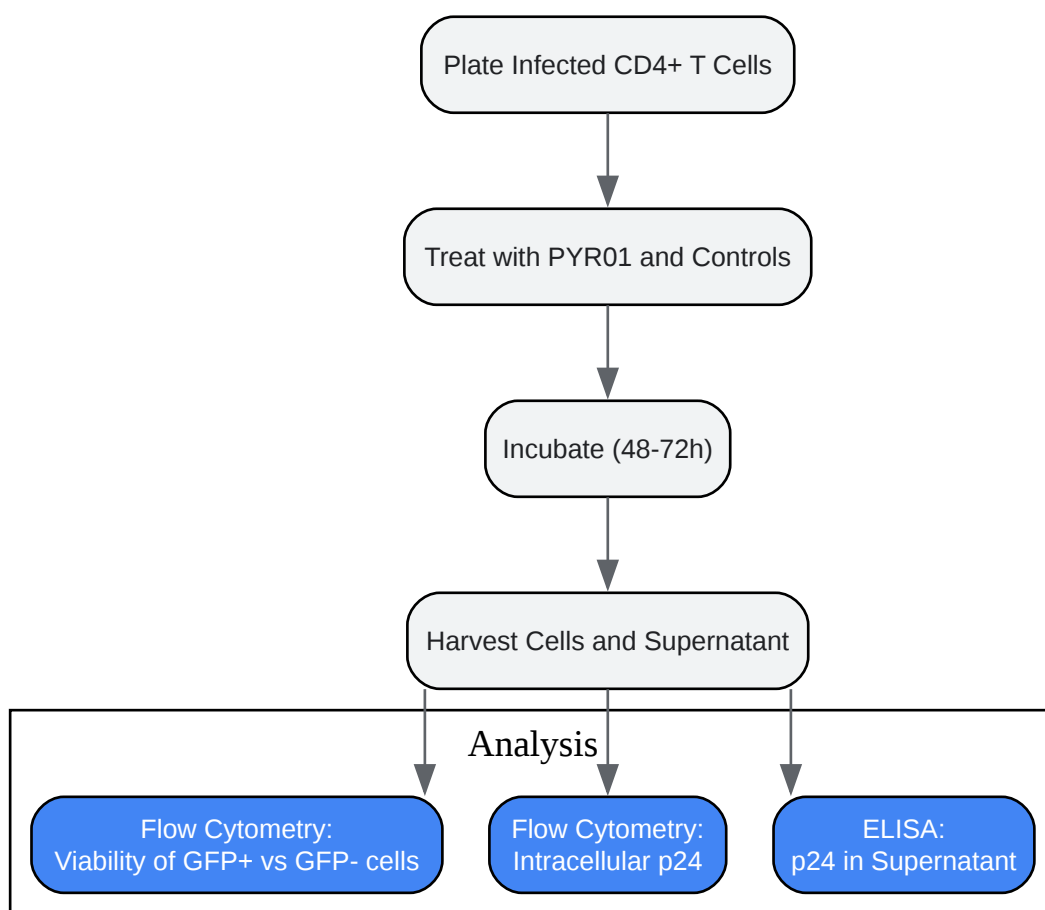 Plate Infected CD4+ T Cells
Treat with PYR01 and Controls
Incubate (48-72h)
Harvest Cells and Supernatant
Analysis
Flow Cytometry:
Viability of GFP+ vs GFP- cells
Flow Cytometry:
Intracellular p24
ELISA:
p24 in Supernatant